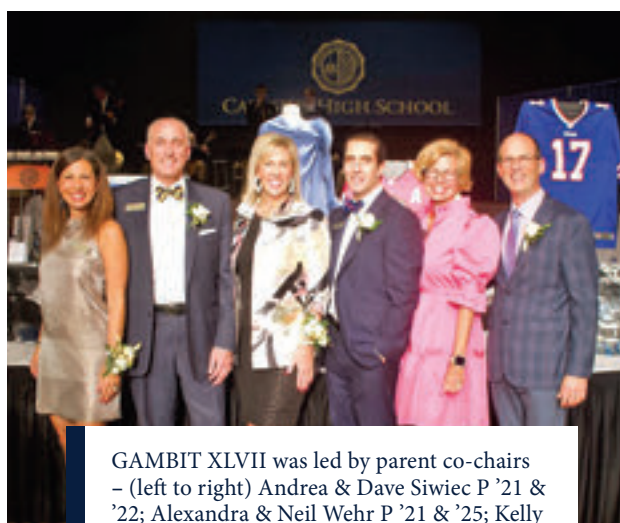 HIGH SCHOOL
17
GAMBIT XLVII was led by parent co-chairs
– (left to right) Andrea & Dave Siwiec P ’21 &
’22; Alexandra & Neil Wehr P ’21 & ’25; Kelly